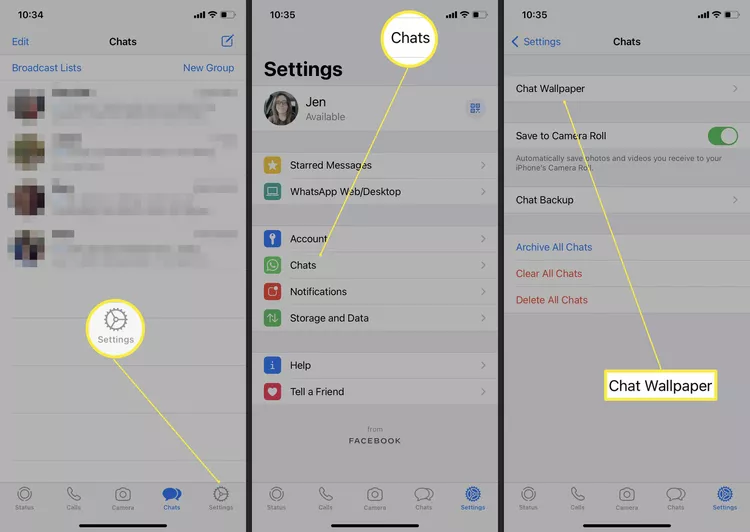 10:34
Edit
Chats
Broadcast Lists
New Group
Settings
Status
Calls
Camera
Chats
Settings
10:35
Chats
Settings
Jen
Available
Starred Messages
WhatsApp Web/Desktop
Account
Chats
Notifications
Storage and Data
Help
Tell a Friend
from
FACEBOOK
Status
Calls
Camera
Chats
Settings
10:35
Settings
Chats
Chat Wallpaper
Save to Camera Roll
Automatically save photos and videos you receive to your
iPhone's Camera Roll.
Chat Backup
Archive All Chats
Clear All Chats
Delete All Chats
Chat Wallpaper
Status
Calls
Camera
Chats
Settings